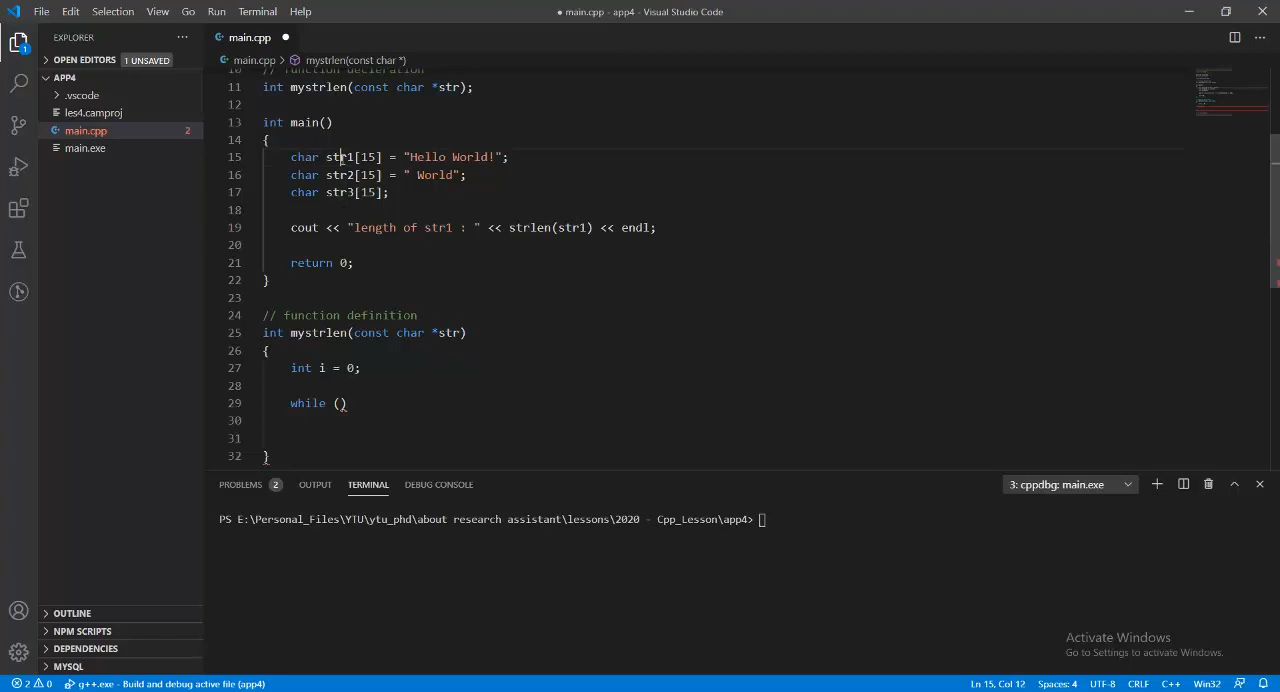 File Edit Selection View Go Run Terminal Help
● main.cpp - app4 - Visual Studio Code
EXPLORER
OPEN EDITORS 1 UNSAVED
APP4
.vscode
les4.camproj
main.cpp 2
main.exe
OUTLINE
NPM SCRIPTS
DEPENDENCIES
MYSQL
1
main.cpp ●
main.cpp > mystrlen(const char *)
10 // function decleration
11 int mystrlen(const char *str);
12
13 int main()
14 {
15 char str1[15] = "Hello World!";
16 char str2[15] = " World";
17 char str3[15];
18
19 cout << "length of str1 : " << strlen(str1) << endl;
20
21 return 0;
22 }
23
24 // function definition
25 int mystrlen(const char *str)
26 {
27 int i = 0;
28
29 while ()
30
31
32 }
PROBLEMS 2 OUTPUT TERMINAL DEBUG CONSOLE 3: cppdbg: main.exe
PS E:\Personal_Files\YTU\ytu_phd\about research assistant\lessons\2020 - Cpp_Lesson\app4>
Activate Windows
Go to Settings to activate Windows.
2 0 g++.exe - Build and debug active file (app4) Ln 15, Col 12 Spaces: 4 UTF-8 CRLF C++ Win32